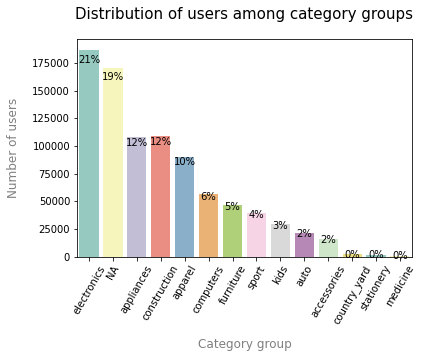 Distribution of users among category groups
Number of users
175000
150000
125000
100000
75000
50000
25000
0
21%
19%
12%
12%
10%
6%
5%
4%
3%
2%
2%
0%
0%
0%
electronics
NA
appliances
construction
apparel
computers
furniture
sport
kids
auto
accessories
country_yard
stationery
medicine
Category group